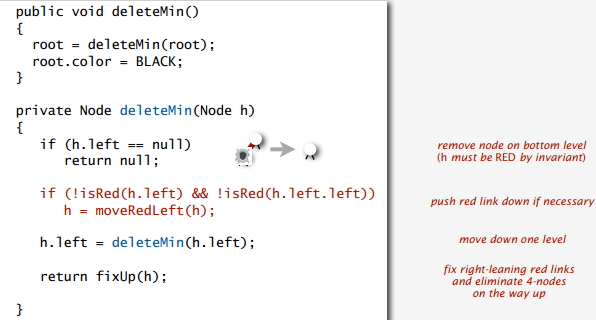 public void deleteMin()
{
root = deleteMin(root);
root.color = BLACK;
}
private Node deleteMin(Node h)
{
if (h.left == null)
return null;
remove node on bottom level
(h must be RED by invariant)
if (!isRed(h.left) && !isRed(h.left.left))
h = moveRedLeft(h);
push red link down if necessary
h.left = deleteMin(h.left);
move down one level
return fixUp(h);
fix right-leaning red links
and eliminate 4-nodes
on the way up
}